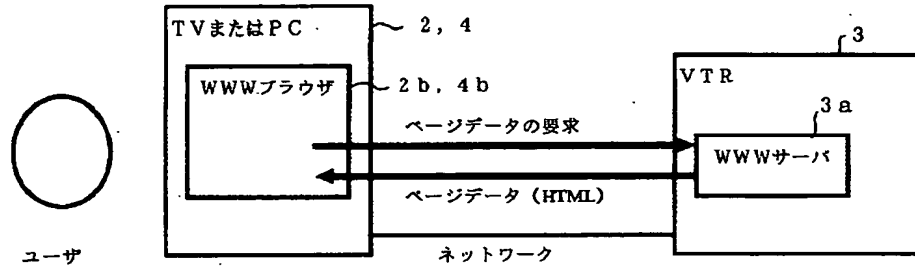 TVまたはPC
2, 4
WWWブラウザ
2b, 4b
3
VTR
3a
WWWサーバ
ページデータの要求
ページデータ (HTML)
ユーザ
ネットワーク